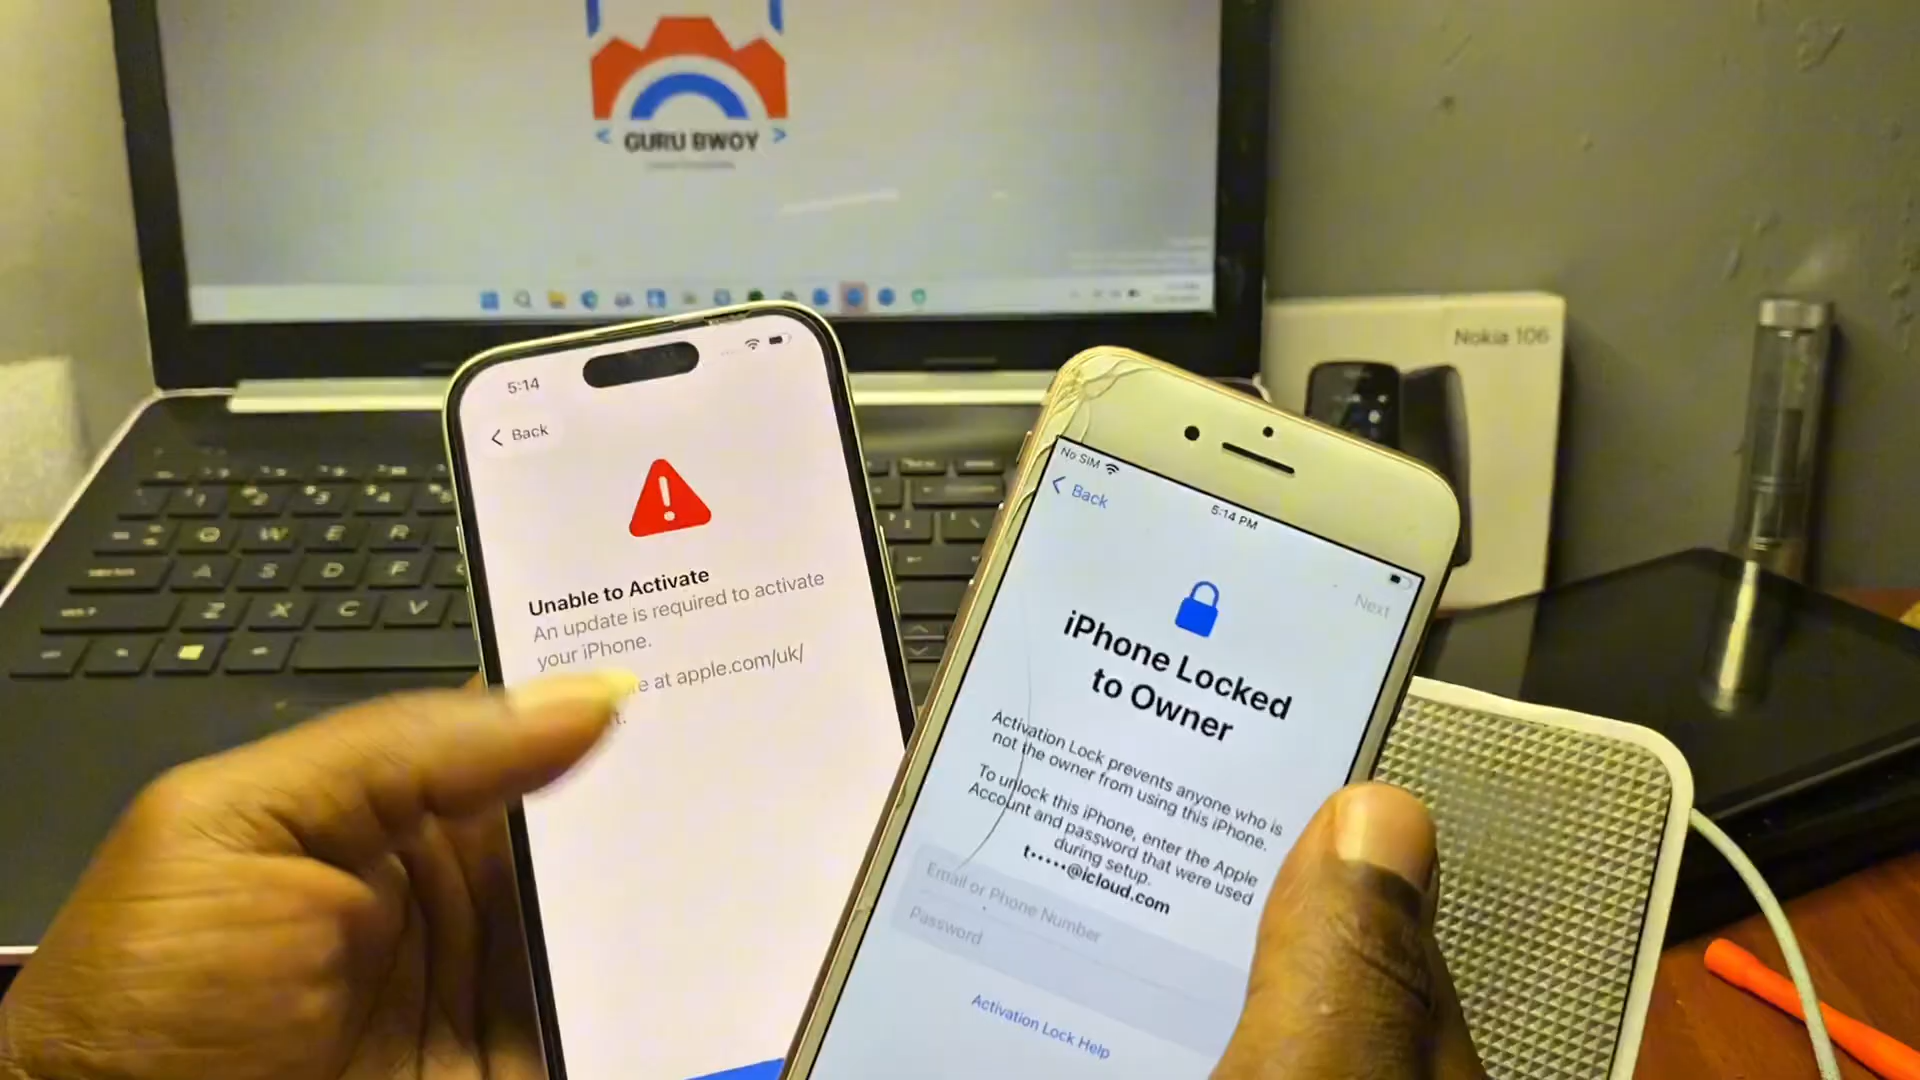 < GURU BWOY >
Nokia 106
5:14
Back
Unable to Activate
An update is required to activate
your iPhone.
at apple.com/uk/
No SIM
5:14 PM
Back
Next
iPhone Locked
to Owner
Activation Lock prevents anyone who is
not the owner from using this iPhone.
To unlock this iPhone, enter the Apple
Account and password that were used
during setup.
t•••••@icloud.com
Email or Phone Number
Password
Activation Lock Help
Q W E R
A S D F
Z X C V